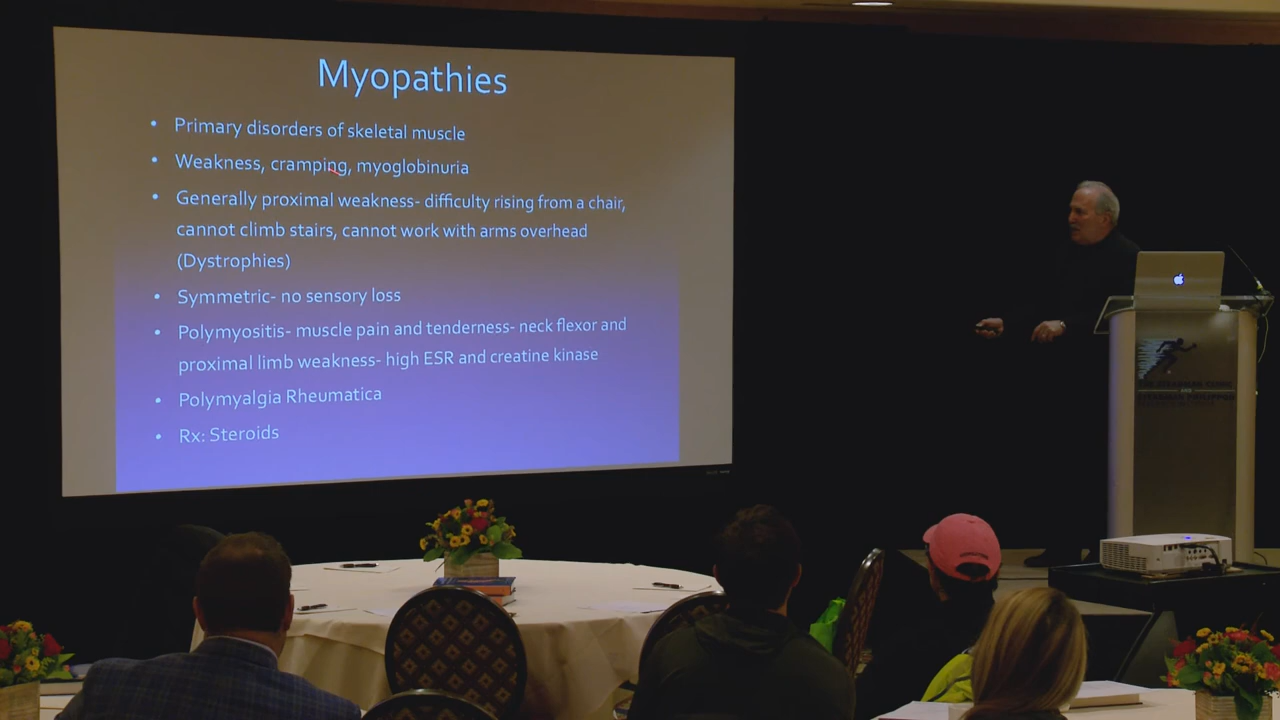 Myopathies
• Primary disorders of skeletal muscle
• Weakness, cramping, myoglobinuria
• Generally proximal weakness- difficulty rising from a chair,
cannot climb stairs, cannot work with arms overhead
(Dystrophies)
• Symmetric- no sensory loss
• Polymyositis- muscle pain and tenderness- neck flexor and
proximal limb weakness- high ESR and creatine kinase
• Polymyalgia Rheumatica
• Rx: Steroids